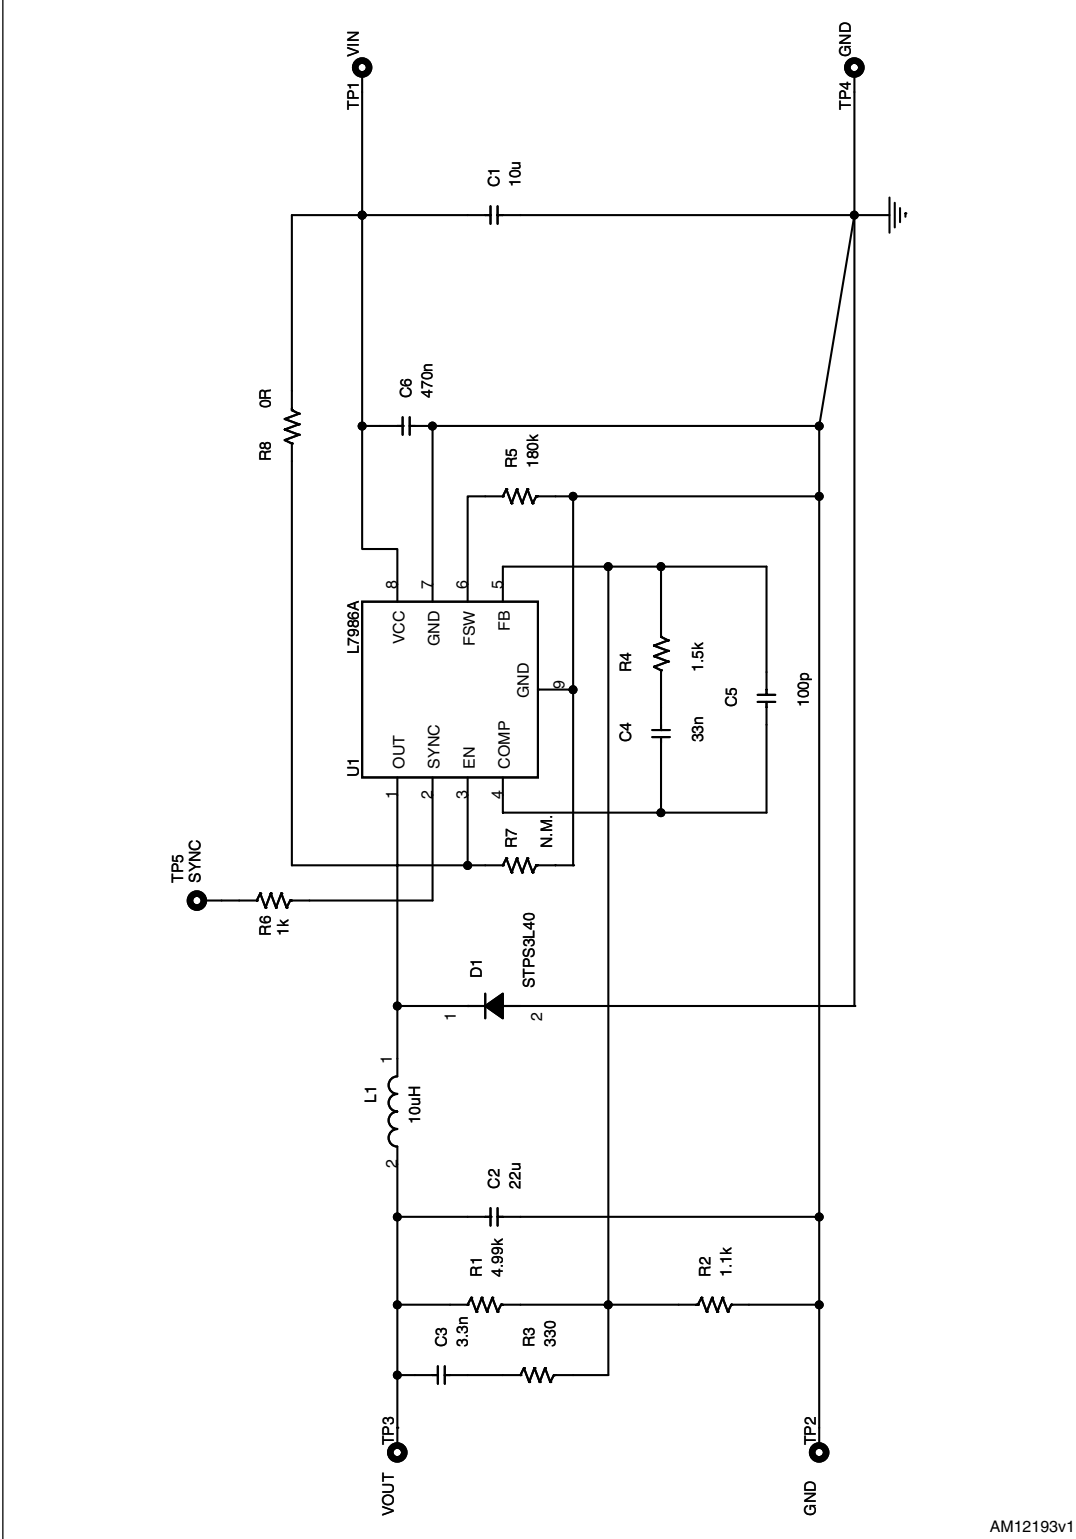 VIN
TP1
GND
TP4
C1
10u
R8
0R
C6
470n
R5
180k
L7986A
U1
8
7
6
5
VCC
GND
FSW
FB
GND
9
OUT
SYNC
EN
COMP
1
2
3
4
R4
1.5k
C4
33n
C5
100p
R7
N.M.
TP5
SYNC
R6
1k
D1
STPS3L40
1
2
L1
10uH
1
2
C2
22u
R1
4.99k
R2
1.1k
C3
3.3n
R3
330
TP3
VOUT
TP2
GND
AM12193v1